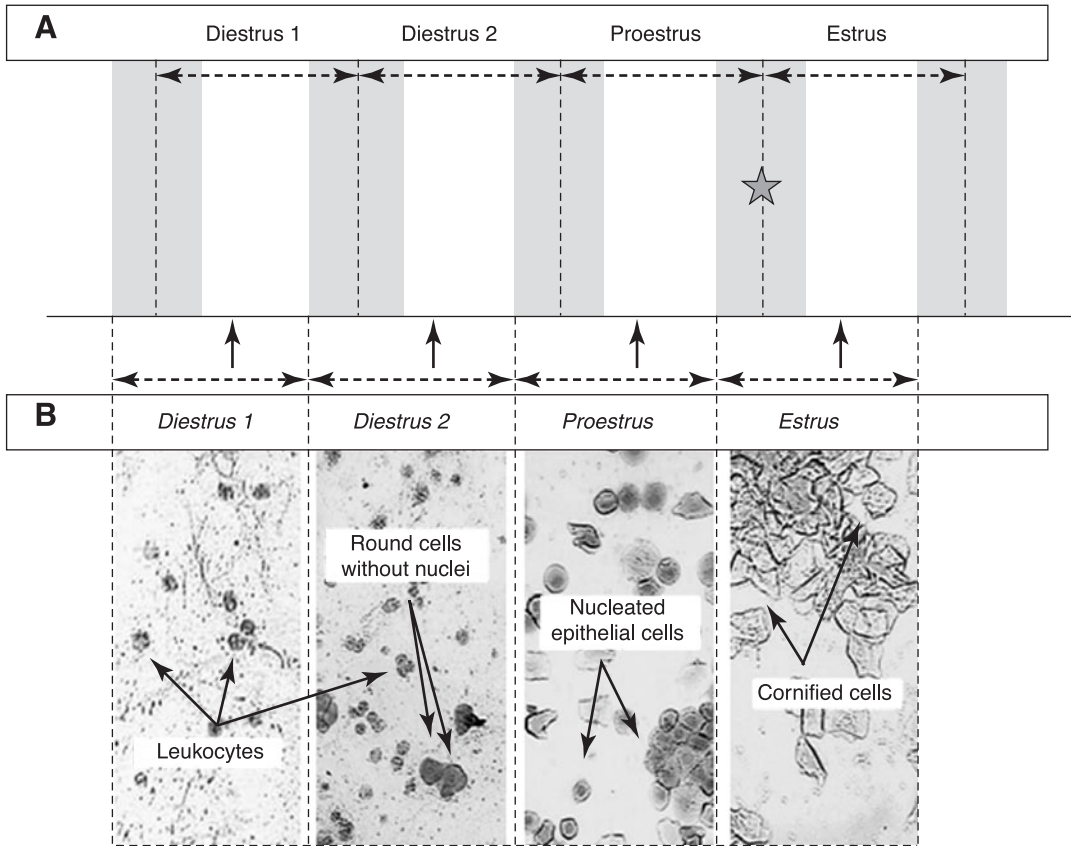 A
Diestrus 1
Diestrus 2
Proestrus
Estrus
B
Diestrus 1
Diestrus 2
Proestrus
Estrus
Round cells
without nuclei
Nucleated
epithelial cells
Cornified cells
Leukocytes